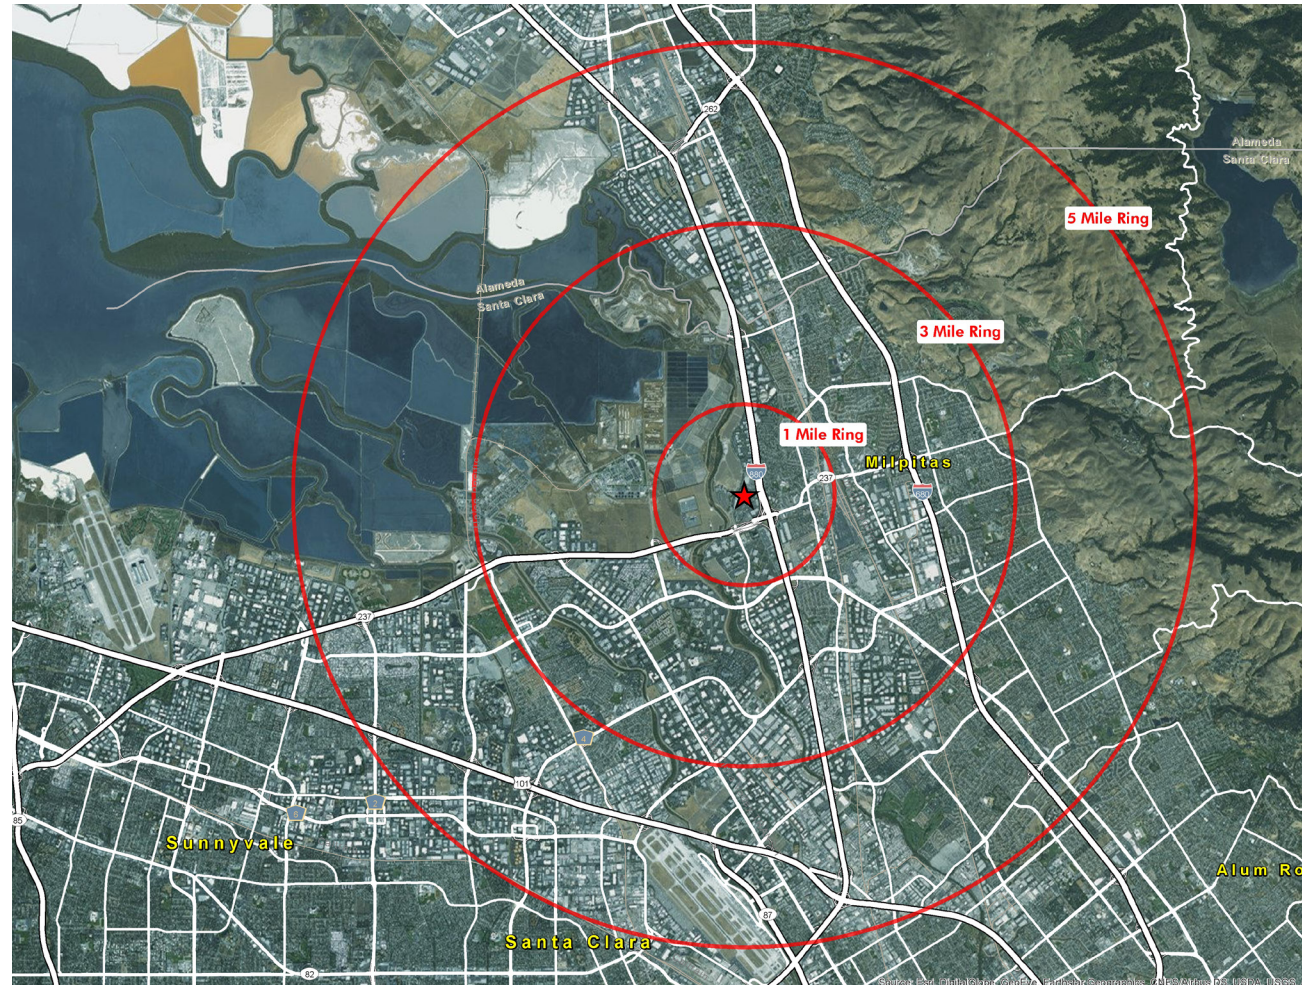 262
Alameda
Santa Clara
5 Mile Ring
Alameda
Santa Clara
3 Mile Ring
1 Mile Ring
Milpitas
880
237
680
237
4
101
85
Sunnyvale
Alum Ro
87
Santa Clara
82